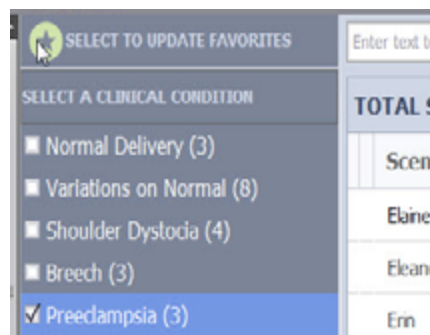 SELECT TO UPDATE FAVORITES
Enter text t
SELECT A CLINICAL CONDITION
TOTAL S
Normal Delivery (3)
Scen
Variations on Normal (8)
Elaine
Shoulder Dystocia (4)
Breech (3)
Elean
Preeclampsia (3)
Erin